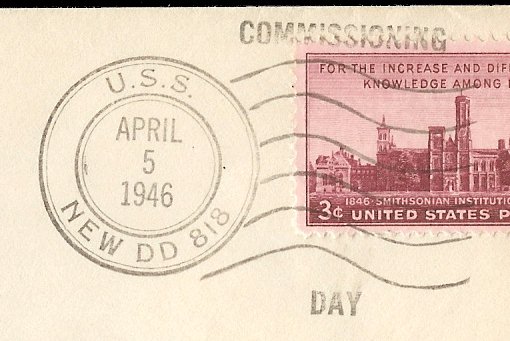 COMMISSIONING
U.S.S.
APRIL
5
1946
NEW DD 818
FOR THE INCREASE AND DIF
KNOWLEDGE AMONG
1846·SMITHSONIAN INSTITUTIO
3¢ UNITED STATES P
DAY